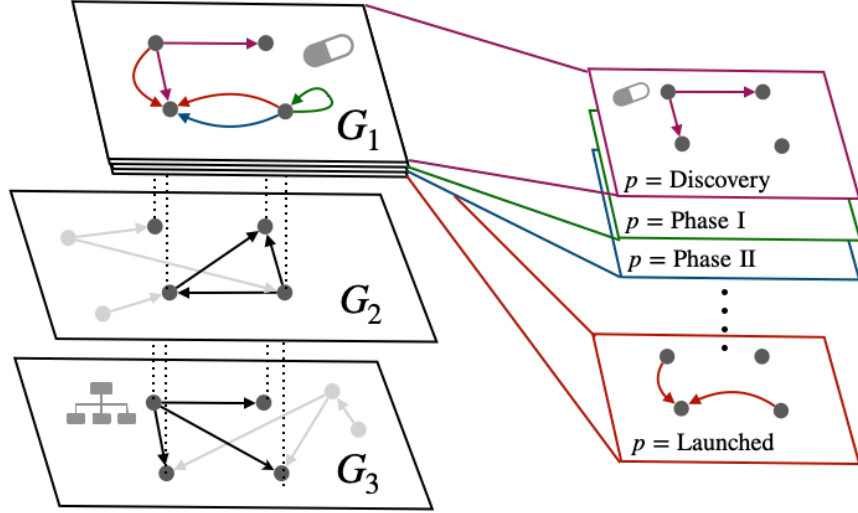 G₁
p = Discovery
p = Phase I
G₂
p = Phase II
p = Launched
G₃